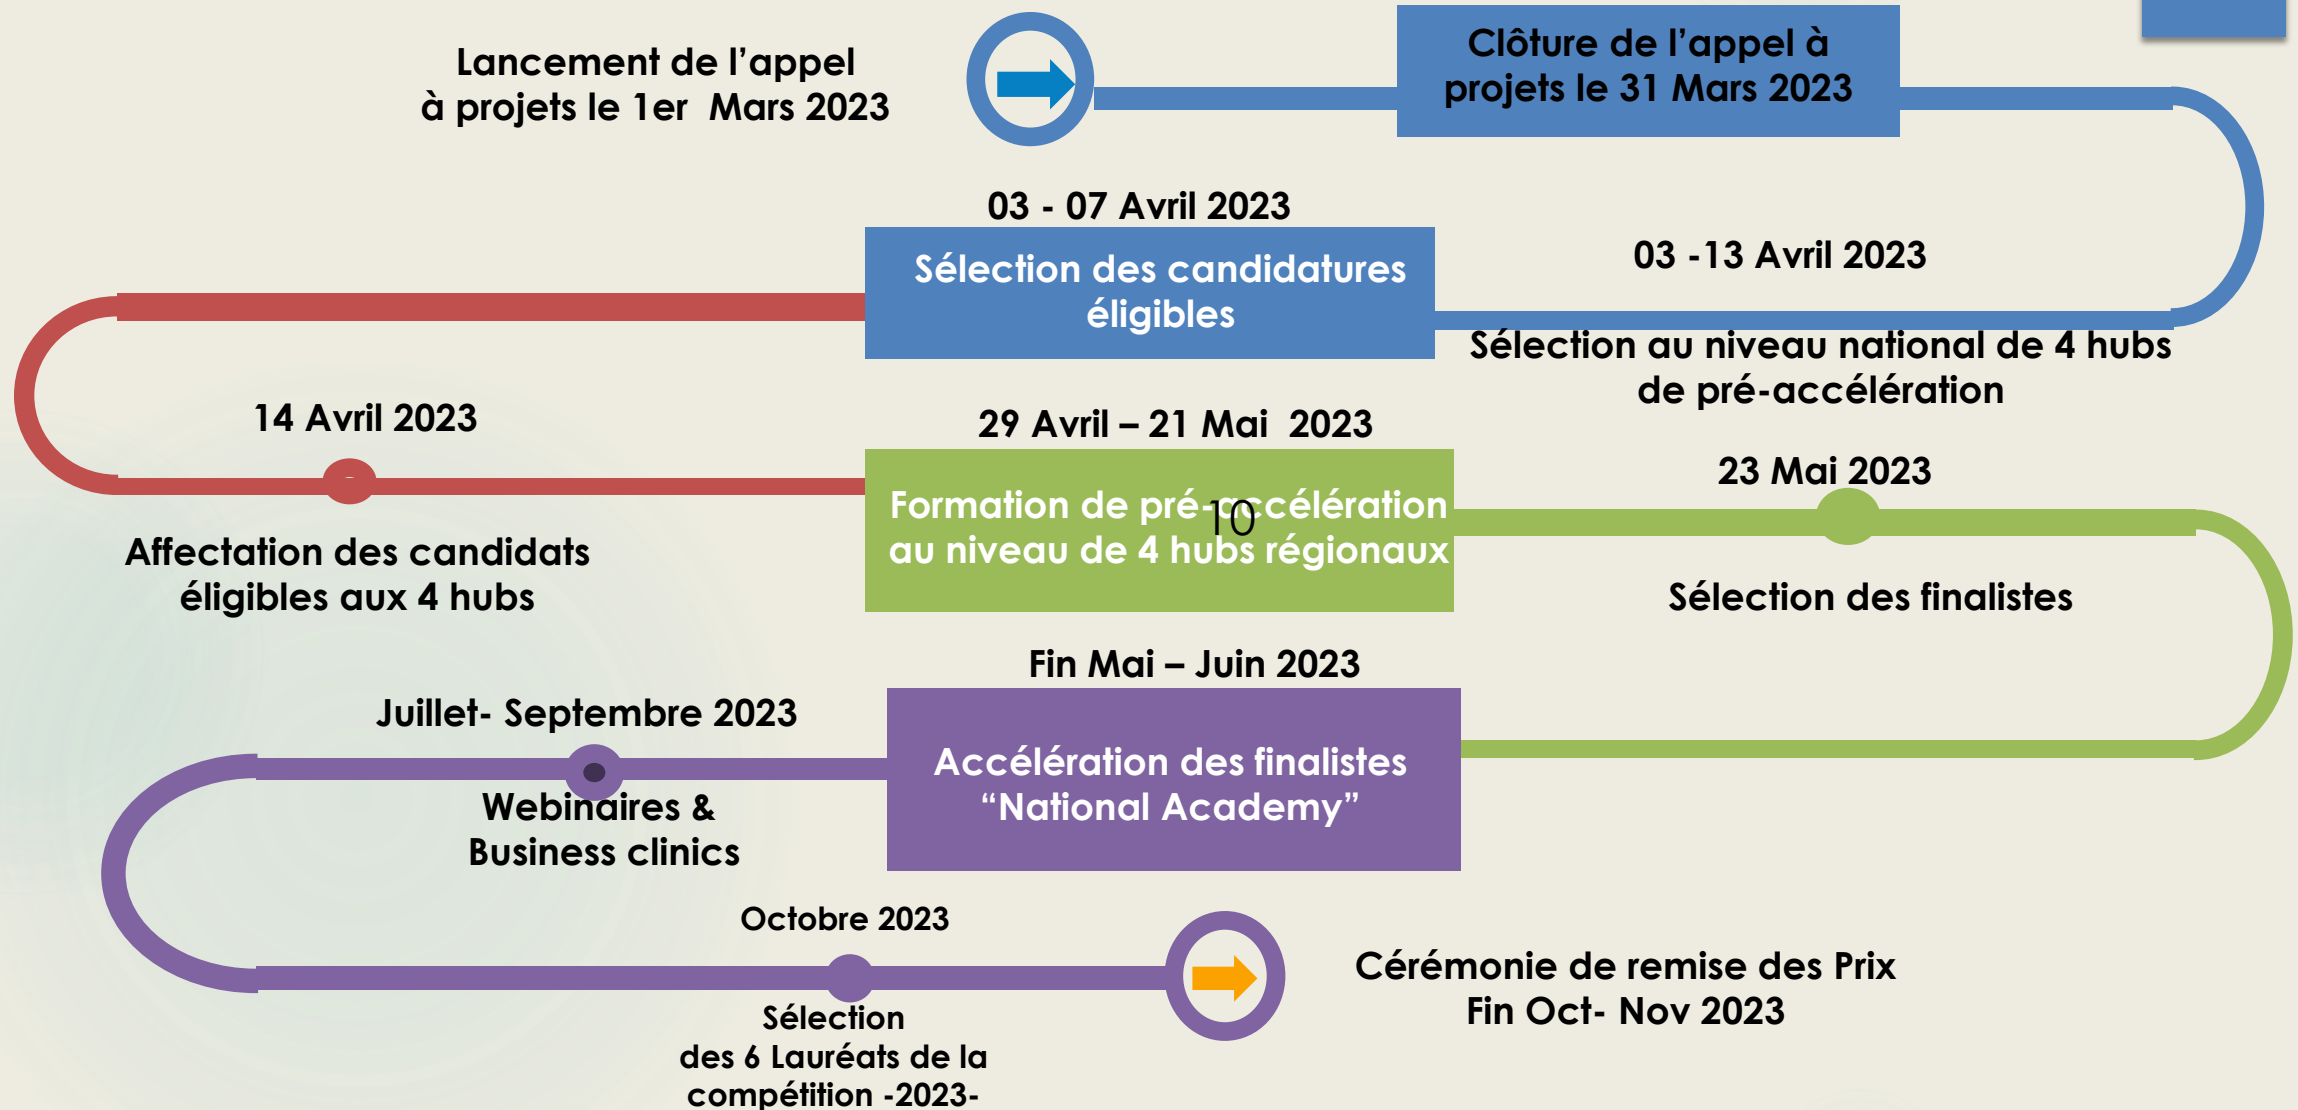 Lancement de l’appel
à projets le 1er  Mars 2023
Clôture de l’appel à
projets le 31 Mars 2023
03 -13 Avril 2023
Sélection au niveau national de 4 hubs
de pré-accélération
03 - 07 Avril 2023
Sélection des candidatures
éligibles
14 Avril 2023
Affectation des candidats
éligibles aux 4 hubs
29 Avril – 21 Mai  2023
Formation de pré-accélération
au niveau de 4 hubs régionaux
10
23 Mai 2023
Sélection des finalistes
Fin Mai – Juin 2023
Accélération des finalistes
“National Academy”
Juillet- Septembre 2023
Webinaires &
Business clinics
Octobre 2023
Sélection
des 6 Lauréats de la
compétition -2023-
Cérémonie de remise des Prix
Fin Oct- Nov 2023